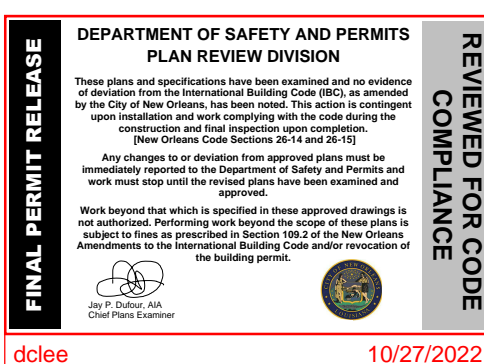 FINAL PERMIT RELEASE
DEPARTMENT OF SAFETY AND PERMITS
PLAN REVIEW DIVISION
These plans and specifications have been examined and no evidence
of deviation from the International Building Code (IBC), as amended
by the City of New Orleans, has been noted. This action is contingent
upon installation and work complying with the code during the
construction and final inspection upon completion.
[New Orleans Code Sections 26-14 and 26-15]
Any changes to or deviation from approved plans must be
immediately reported to the Department of Safety and Permits and
work must stop until the revised plans have been examined and
approved.
Work beyond that which is specified in these approved drawings is
not authorized. Performing work beyond the scope of these plans is
subject to fines as prescribed in Section 109.2 of the New Orleans
Amendments to the International Building Code and/or revocation of
the building permit.
Jay P. Dufour, AIA
Chief Plans Examiner
CITY OF NEW ORLEANS
LOUISIANA
REVIEWED FOR CODE
COMPLIANCE
dclee
10/27/2022